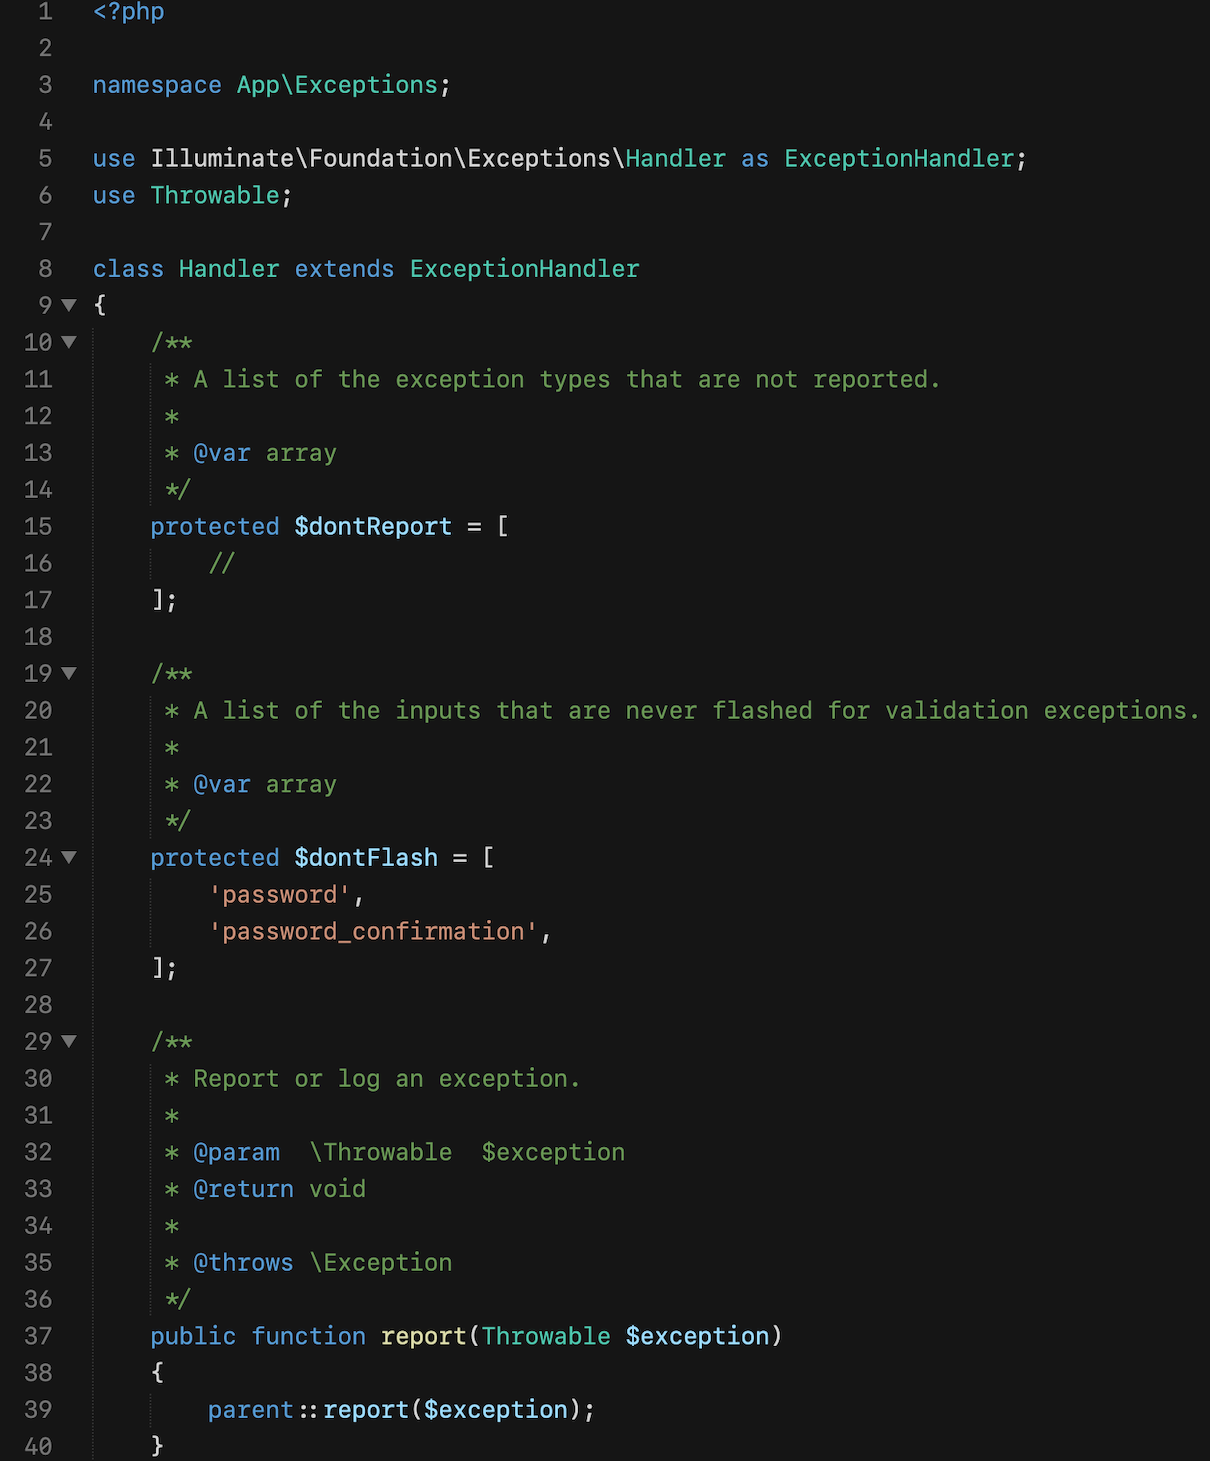 1 <?php
2
3 namespace App\Exceptions;
4
5 use Illuminate\Foundation\Exceptions\Handler as ExceptionHandler;
6 use Throwable;
7
8 class Handler extends ExceptionHandler
9 {
10     /**
11      * A list of the exception types that are not reported.
12      *
13      * @var array
14      */
15     protected $dontReport = [
16         //
17     ];
18
19     /**
20      * A list of the inputs that are never flashed for validation exceptions.
21      *
22      * @var array
23      */
24     protected $dontFlash = [
25         'password',
26         'password_confirmation',
27     ];
28
29     /**
30      * Report or log an exception.
31      *
32      * @param  \Throwable  $exception
33      * @return void
34      *
35      * @throws \Exception
36      */
37     public function report(Throwable $exception)
38     {
39         parent::report($exception);
40     }